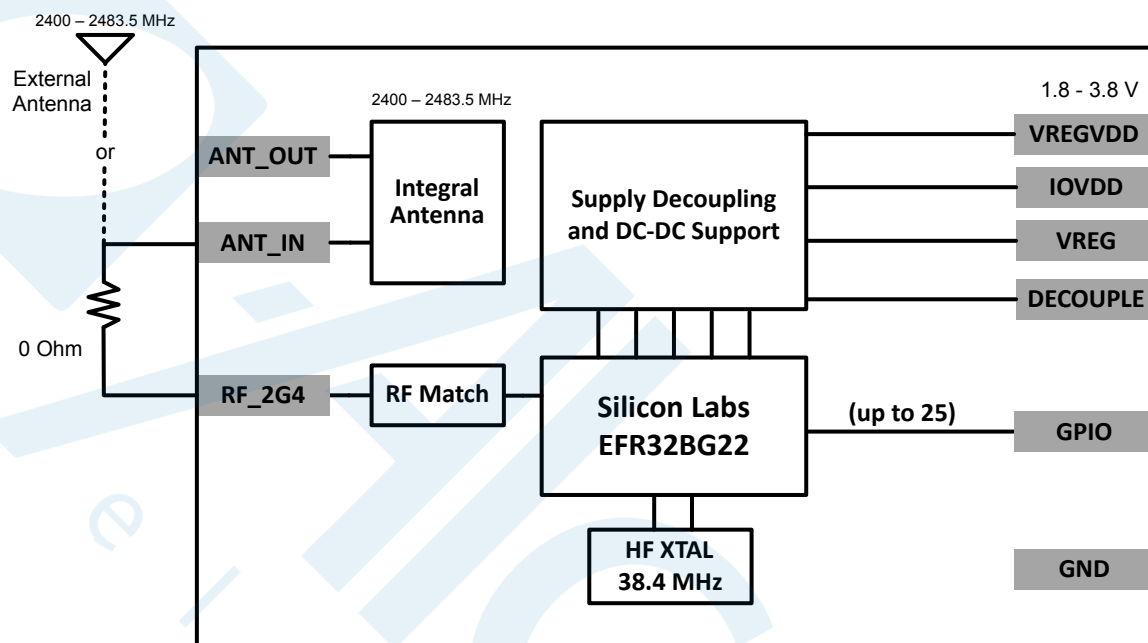 2400 – 2483.5 MHz
External
Antenna
or
0 Ohm
ANT_OUT
ANT_IN
RF_2G4
2400 – 2483.5 MHz
Integral
Antenna
RF Match
Supply Decoupling
and DC-DC Support
Silicon Labs
EFR32BG22
HF XTAL
38.4 MHz
(up to 25)
1.8 - 3.8 V
VREGVDD
IOVDD
VREG
DECOUPLE
GPIO
GND